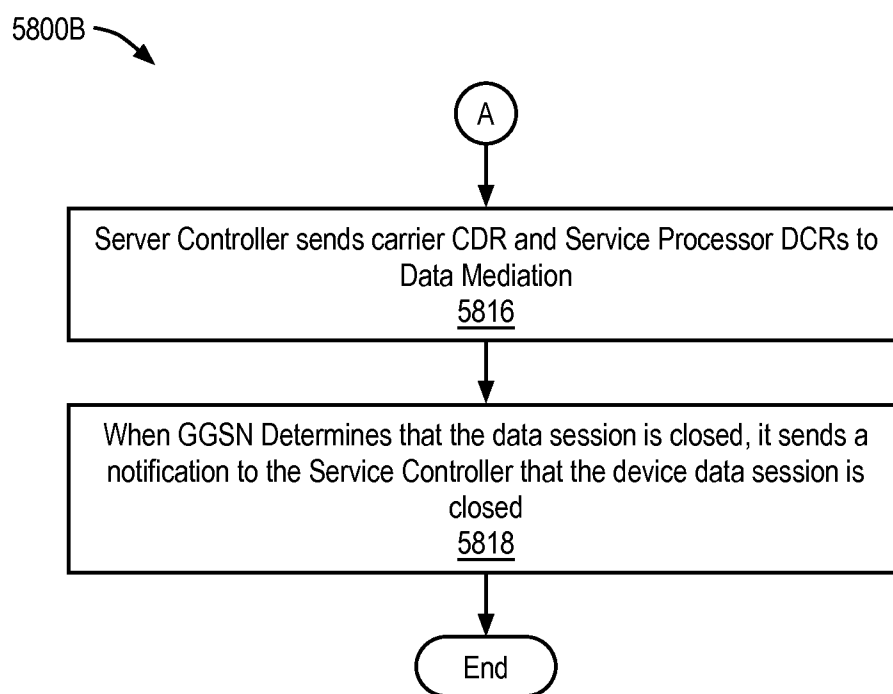 5800B
A
Server Controller sends carrier CDR and Service Processor DCRs to
Data Mediation
5816
When GGSN Determines that the data session is closed, it sends a
notification to the Service Controller that the device data session is
closed
5818
End